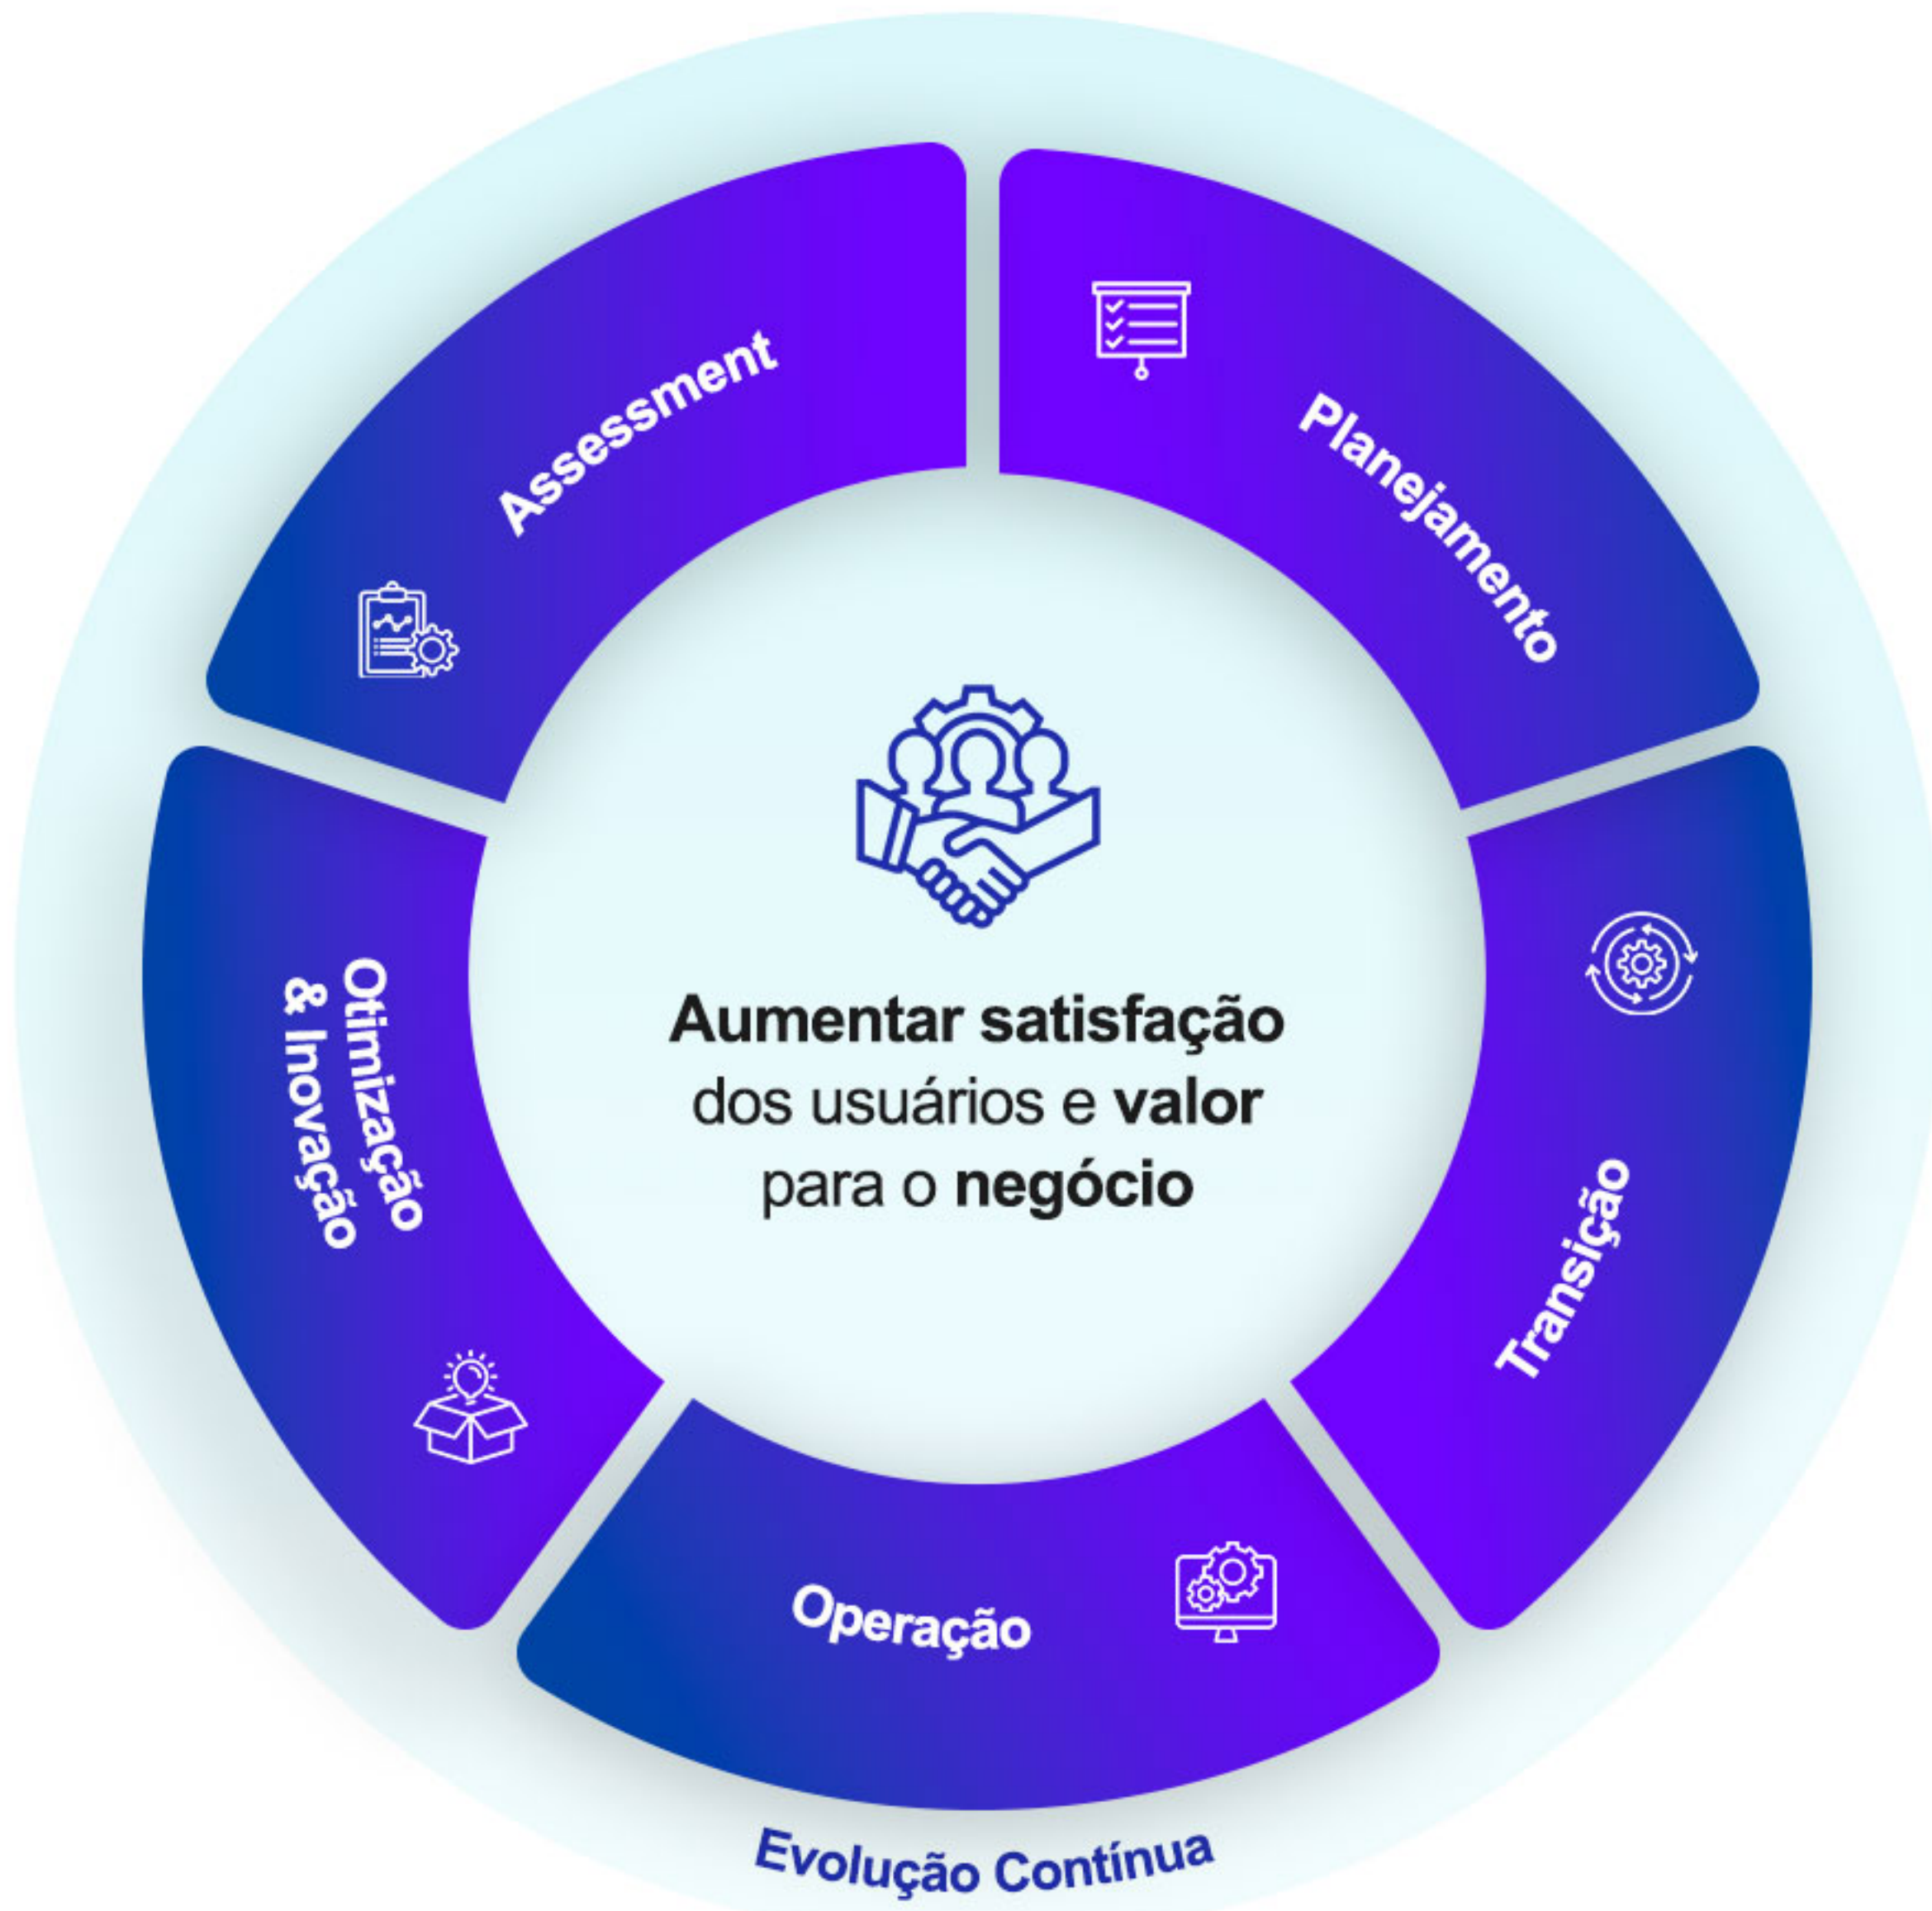 Assessment
Planejamento
Transição
Operação
Otimização
& Inovação
Aumentar satisfação
dos usuários e valor
para o negócio
Evolução Contínua